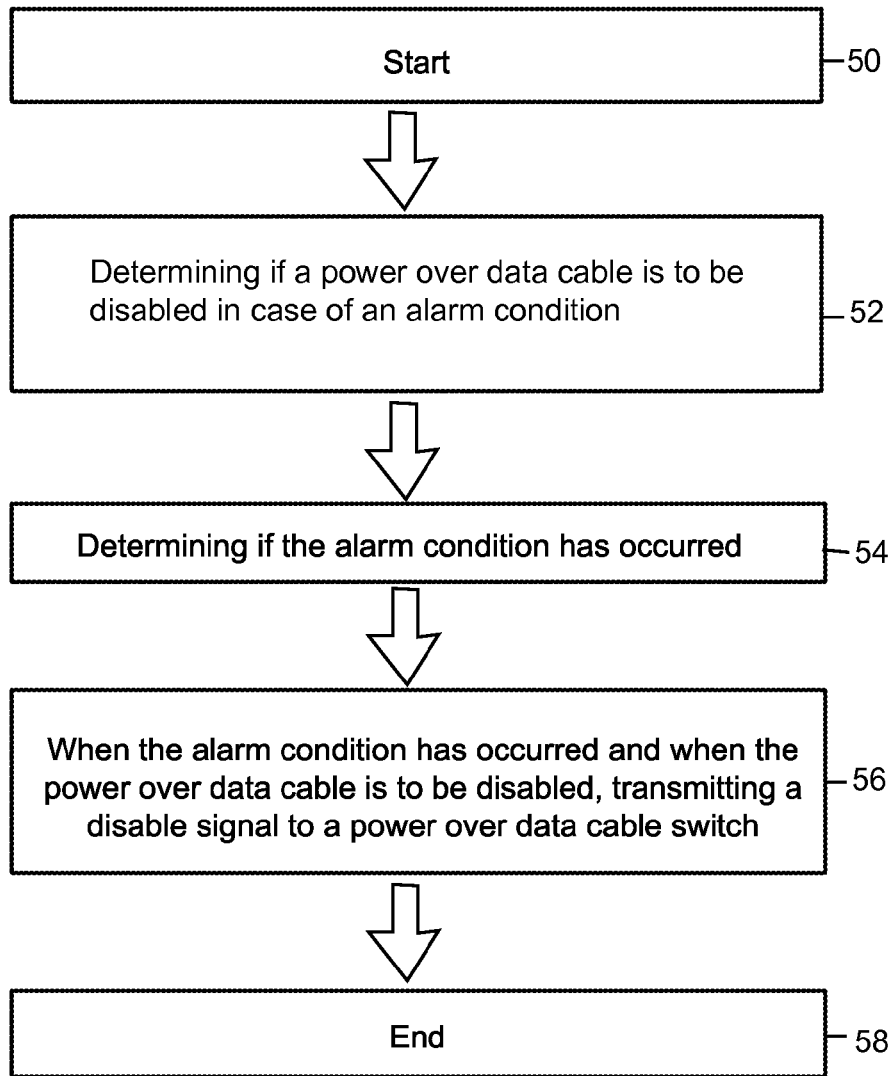 Start
50
Determining if a power over data cable is to be
disabled in case of an alarm condition
52
Determining if the alarm condition has occurred
54
When the alarm condition has occurred and when the
power over data cable is to be disabled, transmitting a
disable signal to a power over data cable switch
56
End
58